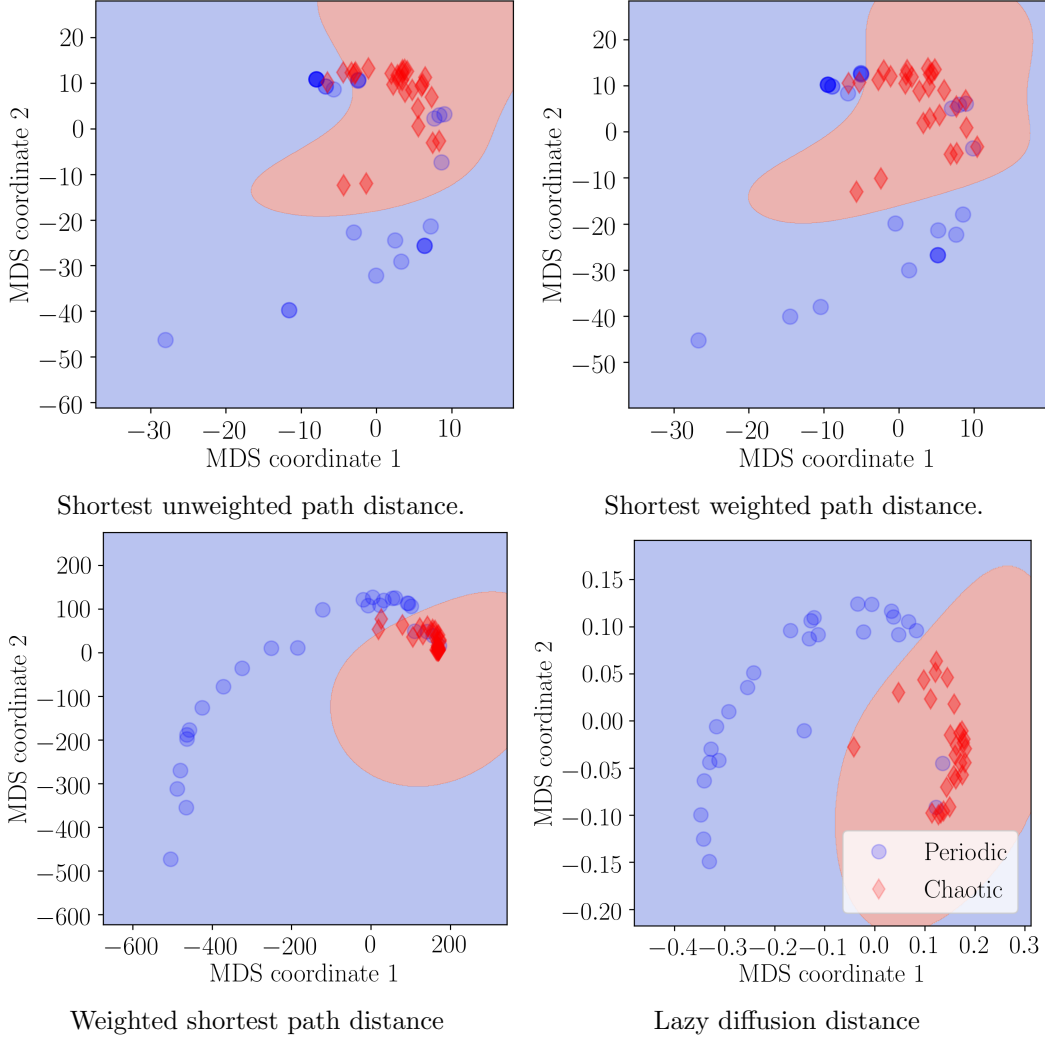 20
10
0
−10
−20
−30
−40
−50
−60
MDS coordinate 2
−30 −20 −10 0 10
MDS coordinate 1
Shortest unweighted path distance.
20
10
0
−10
−20
−30
−40
−50
MDS coordinate 2
−30 −20 −10 0 10
MDS coordinate 1
Shortest weighted path distance.
200
100
0
−100
−200
−300
−400
−500
−600
MDS coordinate 2
−600 −400 −200 0 200
MDS coordinate 1
Weighted shortest path distance
0.15
0.10
0.05
0.00
−0.05
−0.10
−0.15
−0.20
MDS coordinate 2
Periodic
Chaotic
−0.4 −0.3 −0.2 −0.1 0.0 0.1 0.2 0.3
MDS coordinate 1
Lazy diffusion distance